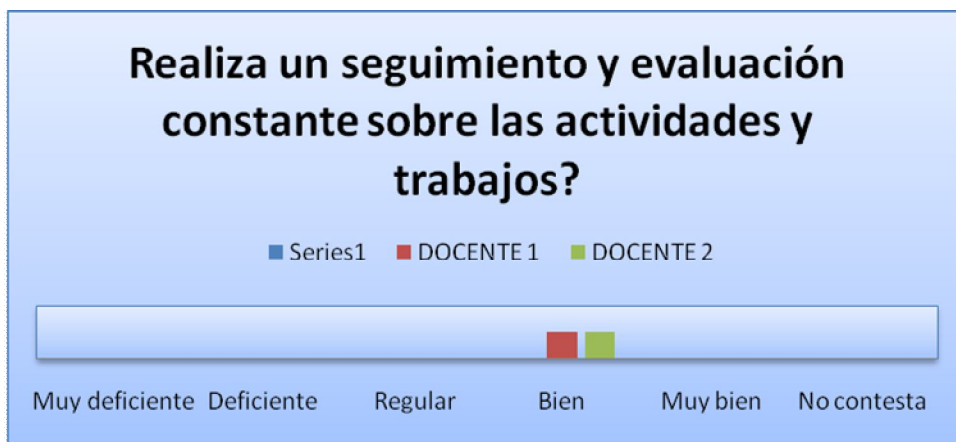 Realiza un seguimiento y evaluación
constante sobre las actividades y
trabajos?
Series1 DOCENTE 1 DOCENTE 2
Muy deficiente Deficiente Regular Bien Muy bien No contesta